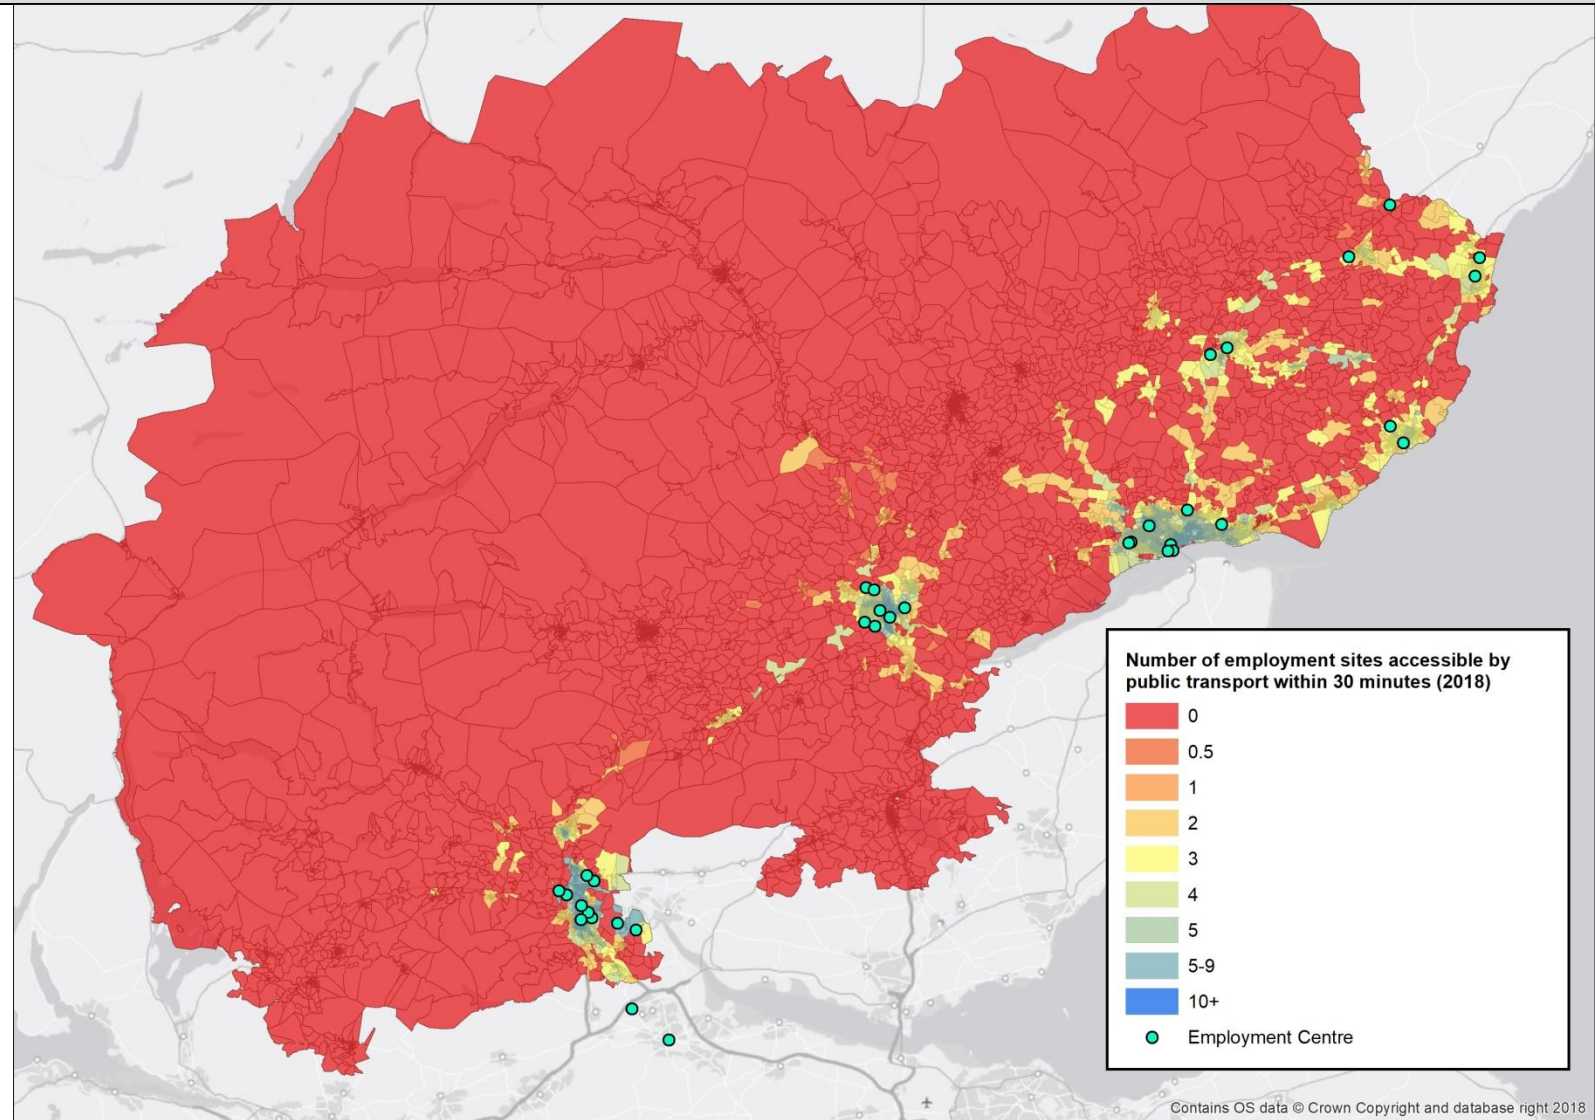 Number of employment sites accessible by
public transport within 30 minutes (2018)
0
0.5
1
2
3
4
5
5-9
10+
Employment Centre
Contains OS data © Crown Copyright and database right 2018